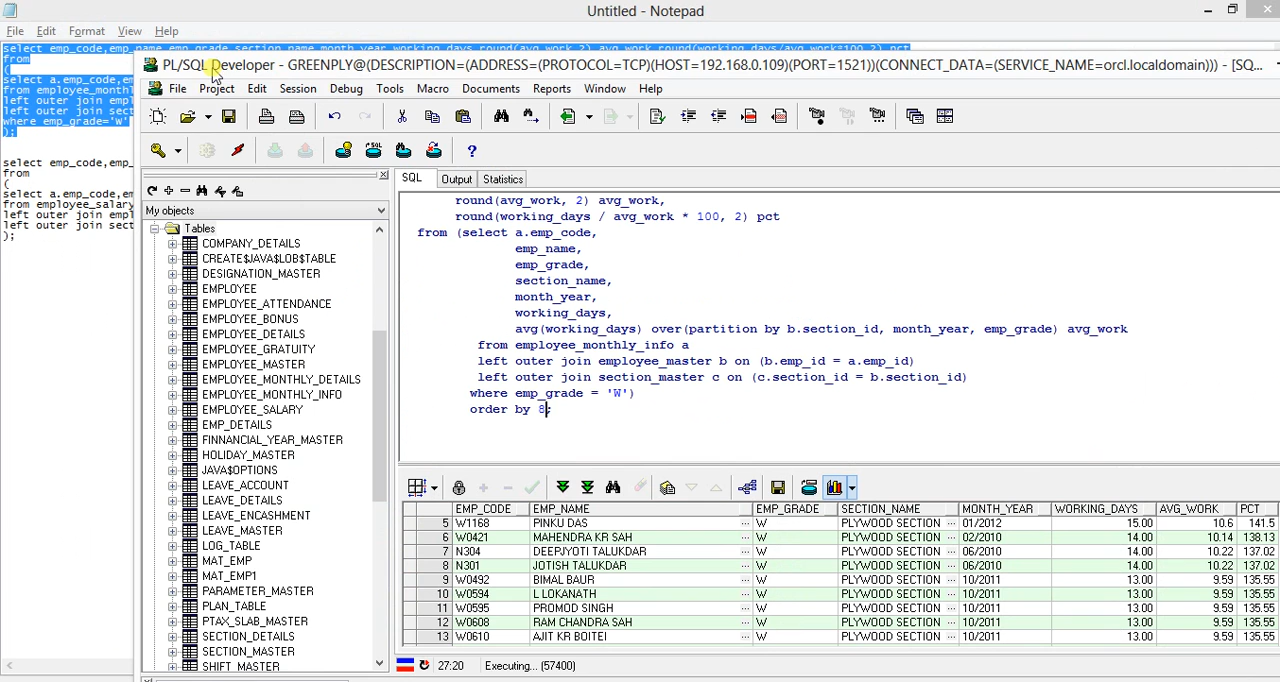 Untitled - Notepad
File Edit Format View Help
select emp_code,emp_name,emp_grade,section_name,month_year,working_days,round(avg_work,2) avg_work,round(working_days/avg_work*100,2) pct
from
(
select a.emp_code,em
from employee_month
left outer join emp
left outer join sec
where emp_grade='W'
);
select emp_code,emp_
from
(
select a.emp_code,em
from employee_salary
left outer join empl
left outer join sect
);
PL/SQL Developer - GREENPLY@(DESCRIPTION=(ADDRESS=(PROTOCOL=TCP)(HOST=192.168.0.109)(PORT=1521))(CONNECT_DATA=(SERVICE_NAME=orcl.localdomain))) - [SQ...
File Project Edit Session Debug Tools Macro Documents Reports Window Help
SQL Output Statistics
My objects
Tables
COMPANY_DETAILS
CREATE$JAVA$LOB$TABLE
DESIGNATION_MASTER
EMPLOYEE
EMPLOYEE_ATTENDANCE
EMPLOYEE_BONUS
EMPLOYEE_DETAILS
EMPLOYEE_GRATUITY
EMPLOYEE_MASTER
EMPLOYEE_MONTHLY_DETAILS
EMPLOYEE_MONTHLY_INFO
EMPLOYEE_SALARY
EMP_DETAILS
FINNANCIAL_YEAR_MASTER
HOLIDAY_MASTER
JAVA$OPTIONS
LEAVE_ACCOUNT
LEAVE_DETAILS
LEAVE_ENCASHMENT
LEAVE_MASTER
LOG_TABLE
MAT_EMP
MAT_EMP1
PARAMETER_MASTER
PLAN_TABLE
PTAX_SLAB_MASTER
SECTION_DETAILS
SECTION_MASTER
SHIFT_MASTER
round(avg_work, 2) avg_work,
round(working_days / avg_work * 100, 2) pct
from (select a.emp_code,
emp_name,
emp_grade,
section_name,
month_year,
working_days,
avg(working_days) over(partition by b.section_id, month_year, emp_grade) avg_work
from employee_monthly_info a
left outer join employee_master b on (b.emp_id = a.emp_id)
left outer join section_master c on (c.section_id = b.section_id)
where emp_grade = 'W')
order by 8;
EMP_CODE EMP_NAME EMP_GRADE SECTION_NAME MONTH_YEAR WORKING_DAYS AVG_WORK PCT
5 W1168 PINKU DAS ... W PLYWOOD SECTION ... 01/2012 15.00 10.6 141.5
6 W0421 MAHENDRA KR SAH ... W PLYWOOD SECTION ... 02/2010 14.00 10.14 138.13
7 N304 DEEPJYOTI TALUKDAR ... W PLYWOOD SECTION ... 06/2010 14.00 10.22 137.02
8 N301 JOTISH TALUKDAR ... W PLYWOOD SECTION ... 06/2010 14.00 10.22 137.02
9 W0492 BIMAL BAUR ... W PLYWOOD SECTION ... 10/2011 13.00 9.59 135.55
10 W0594 L LOKANATH ... W PLYWOOD SECTION ... 10/2011 13.00 9.59 135.55
11 W0595 PROMOD SINGH ... W PLYWOOD SECTION ... 10/2011 13.00 9.59 135.55
12 W0608 RAM CHANDRA SAH ... W PLYWOOD SECTION ... 10/2011 13.00 9.59 135.55
13 W0610 AJIT KR BOITEI ... W PLYWOOD SECTION ... 10/2011 13.00 9.59 135.55
27:20 Executing... (57400)